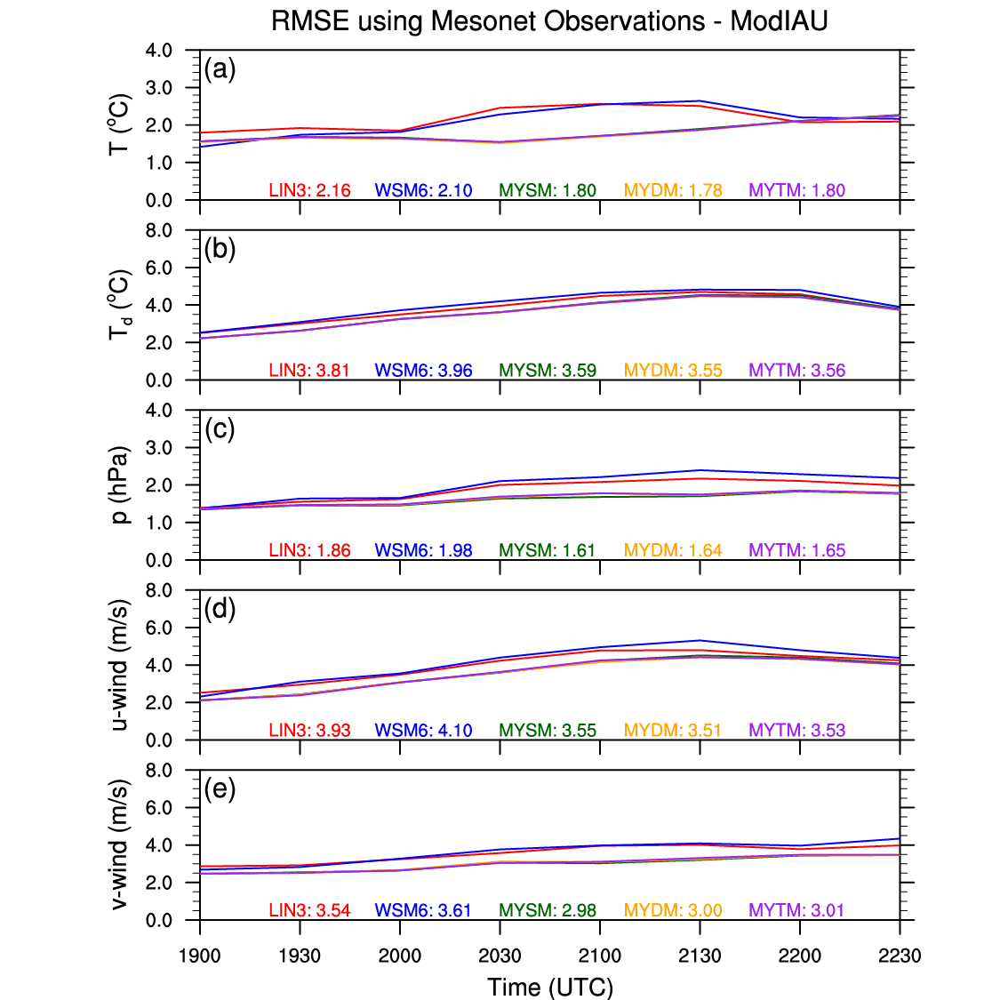 RMSE using Mesonet Observations - ModIAU
4.0
(a)
3.0
2.0
1.0
0.0
T (°C)
LIN3: 2.16 WSM6: 2.10 MYSM: 1.80 MYDM: 1.78 MYTM: 1.80
8.0
(b)
6.0
4.0
2.0
0.0
Td (°C)
LIN3: 3.81 WSM6: 3.96 MYSM: 3.59 MYDM: 3.55 MYTM: 3.56
4.0
(c)
3.0
2.0
1.0
0.0
p (hPa)
LIN3: 1.86 WSM6: 1.98 MYSM: 1.61 MYDM: 1.64 MYTM: 1.65
8.0
(d)
6.0
4.0
2.0
0.0
u-wind (m/s)
LIN3: 3.93 WSM6: 4.10 MYSM: 3.55 MYDM: 3.51 MYTM: 3.53
8.0
(e)
6.0
4.0
2.0
0.0
v-wind (m/s)
LIN3: 3.54 WSM6: 3.61 MYSM: 2.98 MYDM: 3.00 MYTM: 3.01
1900 1930 2000 2030 2100 2130 2200 2230
Time (UTC)